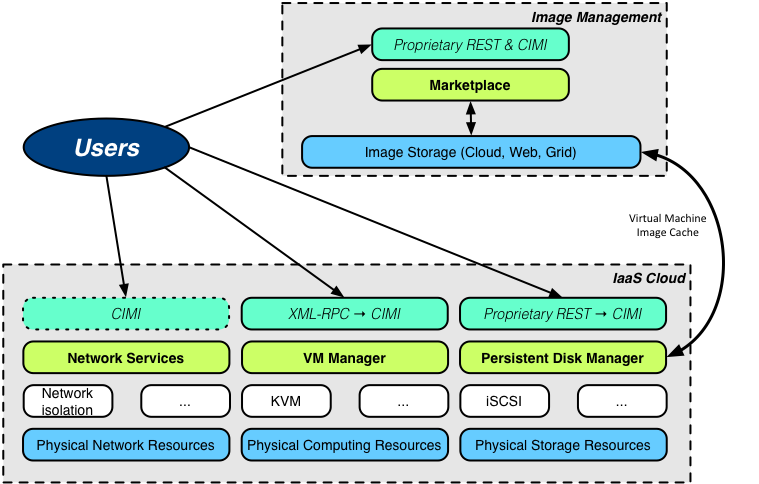 Image Management
Proprietary REST & CIMI
Marketplace
Users
Image Storage (Cloud, Web, Grid)
Virtual Machine
Image Cache
IaaS Cloud
CIMI
XML-RPC → CIMI
Proprietary REST → CIMI
Network Services
VM Manager
Persistent Disk Manager
Network
isolation
...
KVM
...
iSCSI
...
Physical Network Resources
Physical Computing Resources
Physical Storage Resources